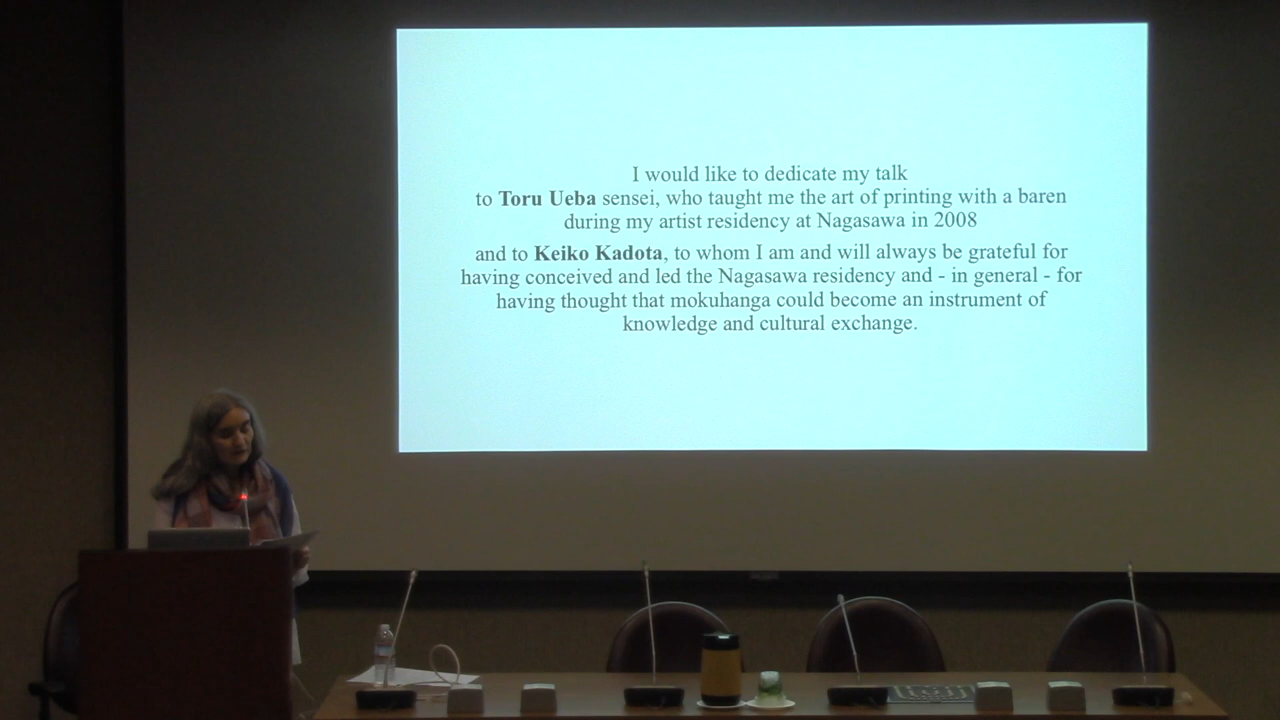 I would like to dedicate my talk
to Toru Ueba sensei, who taught me the art of printing with a baren
during my artist residency at Nagasawa in 2008
and to Keiko Kadota, to whom I am and will always be grateful for
having conceived and led the Nagasawa residency and - in general - for
having thought that mokuhanga could become an instrument of
knowledge and cultural exchange.